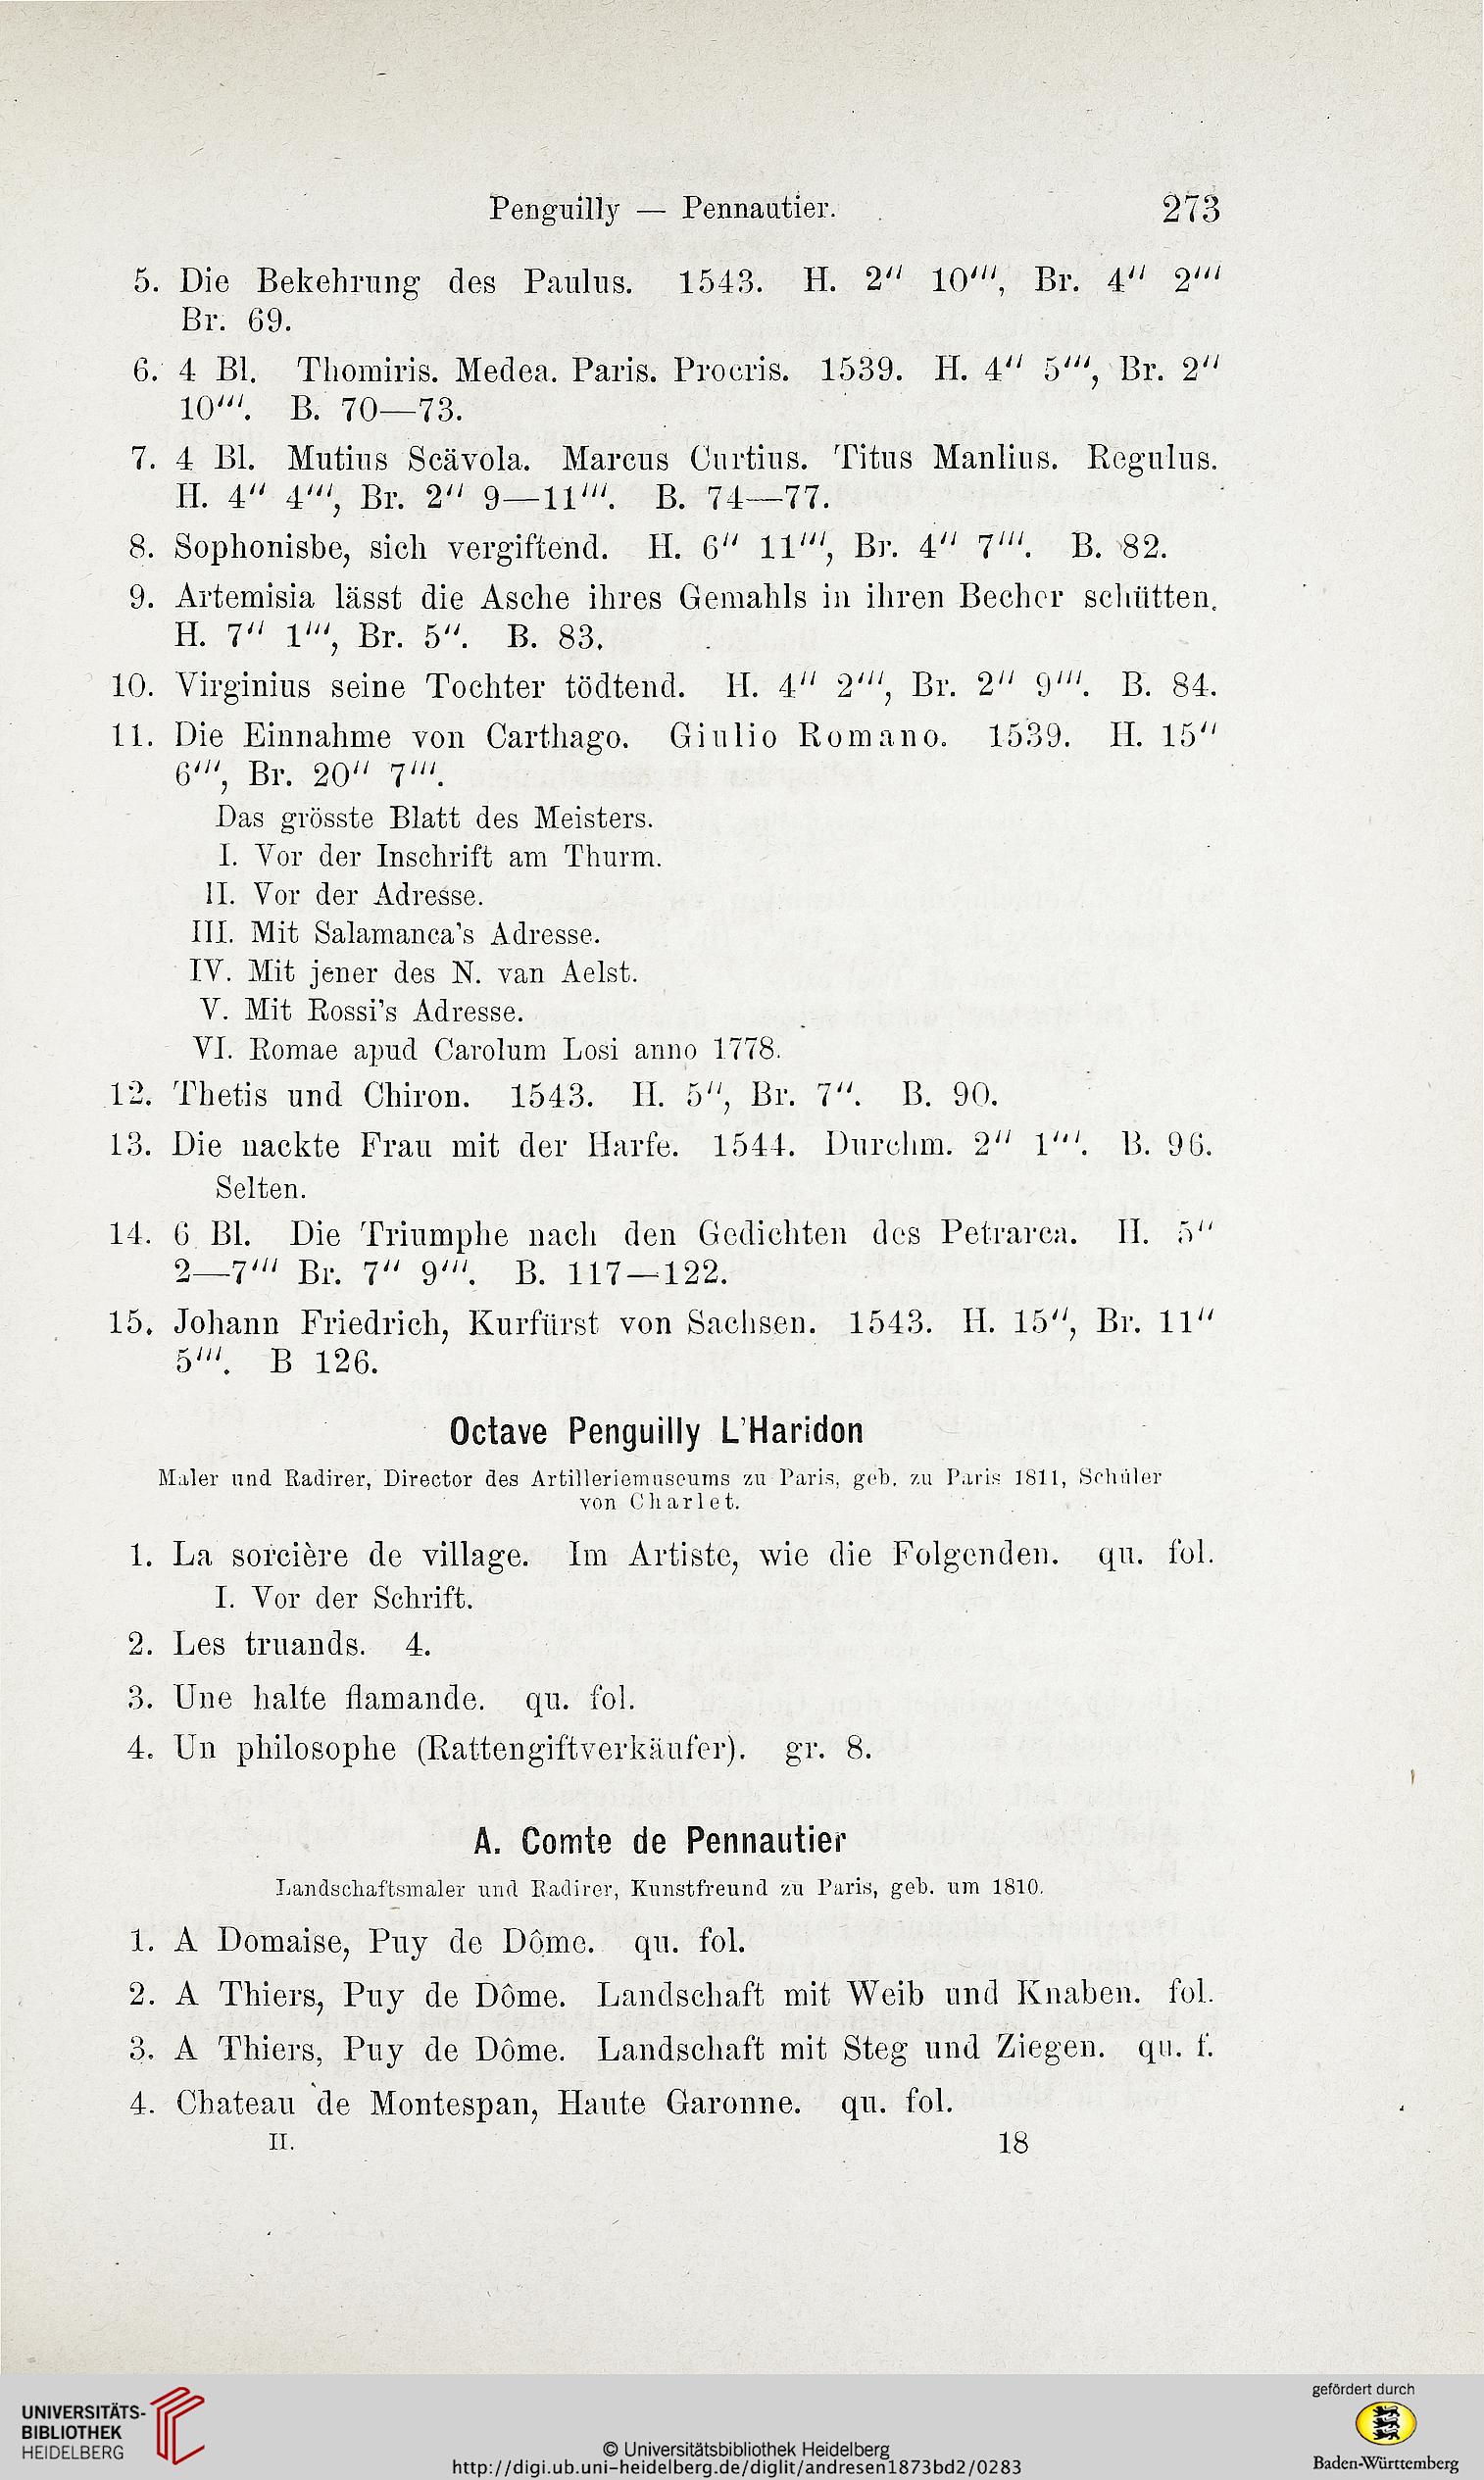 Penguilly — Pennautier. 273
5. Die Bekehrung des Paulus. 1543. H. 2" 10"', Br. 4" 2"'
Br. 69.
6. 4 Bl. Thomiris. Medea. Paris. Procris. 1539. H. 4" 5"', Br. 2"
10"'. B. 70—73.
7. 4 Bl. Mutius Scävola. Marcus Curtius. Titus Manlius. Regulus.
H. 4" 4"', Br. 2" 9—11"'. B. 74—77.
8. Sophonisbe, sich vergiftend. H. 6" 11"', Br. 4" 7"'. B. 82.
9. Artemisia lässt die Asche ihres Gemahls in ihren Becher schütten.
H. 7" 1"', Br. 5". B. 83.
10. Virginius seine Tochter tödtend. H. 4" 2"', Br. 2" 9"'. B. 84.
11. Die Einnahme von Carthago. Giulio Romano. 1539. H. 15"
6"', Br. 20" 7"'.
Das grösste Blatt des Meisters.
I. Vor der Inschrift am Thurm.
II. Vor der Adresse.
III. Mit Salamanca's Adresse.
IV. Mit jener des N. van Aelst.
V. Mit Rossi's Adresse.
VI. Romae apud Carolum Losi anno 1778.
12. Thetis und Chiron. 1543. H. 5", Br. 7". B. 90.
13. Die nackte Frau mit der Harfe. 1544. Durchm. 2" 1"'. B. 96.
Selten.
14. 6 Bl. Die Triumphe nach den Gedichten des Petrarca. H. 5"
2—7"' Br. 7" 9"'. B. 117—122.
15. Johann Friedrich, Kurfürst von Sachsen. 1543. H. 15", Br. 11"
5"'. B 126.
Octave Penguilly L'Haridon
Maler und Radirer, Director des Artilleriemuseums zu Paris, geb. zu Paris 1811, Schüler
von Charlet.
1. La sorcière de village. Im Artiste, wie die Folgenden. qu. fol.
I. Vor der Schrift.
2. Les truands. 4.
3. Une halte flamande. qu. fol.
4. Un philosophe (Rattengiftverkäufer). gr. 8.
A. Comte de Pennautier
Landschaftsmaler und Radirer, Kunstfreund zu Paris, geb. um 1810.
1. A Domaise, Puy de Dôme. qu. fol.
2. A Thiers, Puy de Dôme. Landschaft mit Weib und Knaben. fol.
3. A Thiers, Puy de Dôme. Landschaft mit Steg und Ziegen. qu. f.
4. Chateau de Montespan, Haute Garonne. qu. fol.
II. 18
UNIVERSITÄTS-
BIBLIOTHEK
HEIDELBERG
© Universitätsbibliothek Heidelberg
http://digi.ub.uni-heidelberg.de/diglit/andresen1873bd2/0283
gefördert durch
Baden-Württemberg